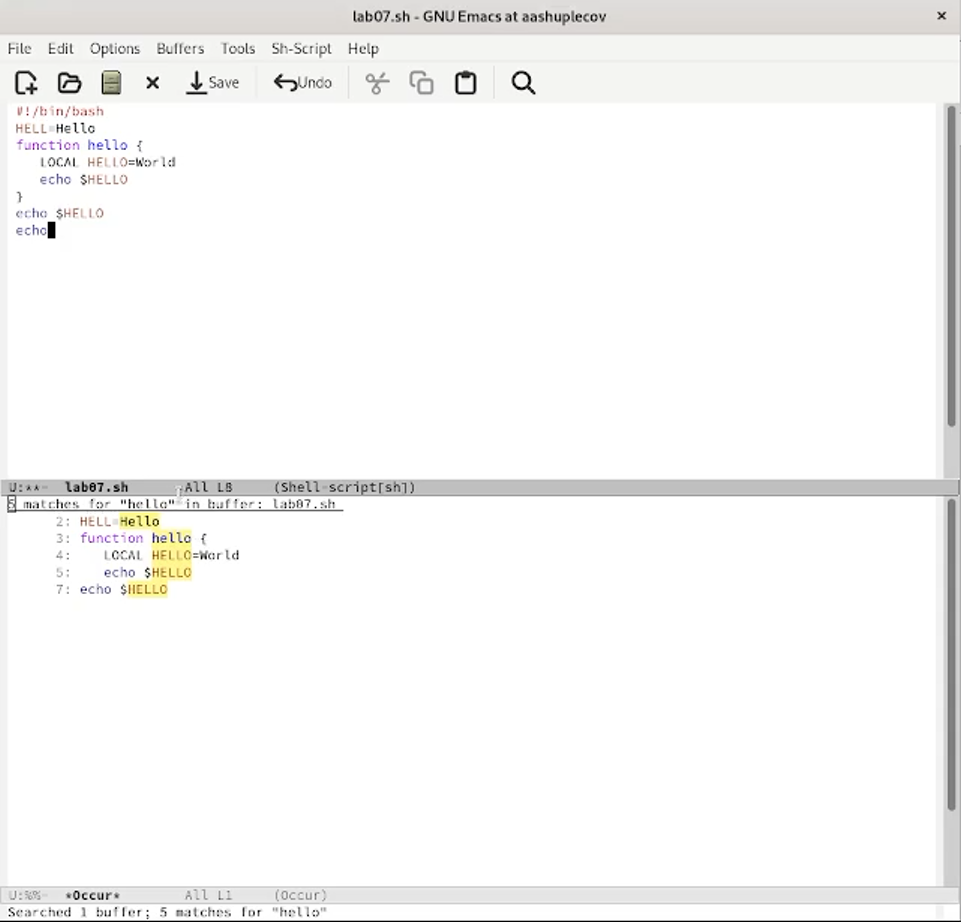 lab07.sh - GNU Emacs at aashuplecov
File Edit Options Buffers Tools Sh-Script Help
Save Undo
#!/bin/bash
HELL=Hello
function hello {
LOCAL HELLO=World
echo $HELLO
}
echo $HELLO
echo
U:**- lab07.sh All L8 (Shell-script[sh])
5 matches for "hello" in buffer: lab07.sh
2: HELL=Hello
3: function hello {
4: LOCAL HELLO=World
5: echo $HELLO
7: echo $HELLO
U:%%- *Occur* All L1 (Occur)
Searched 1 buffer; 5 matches for "hello"